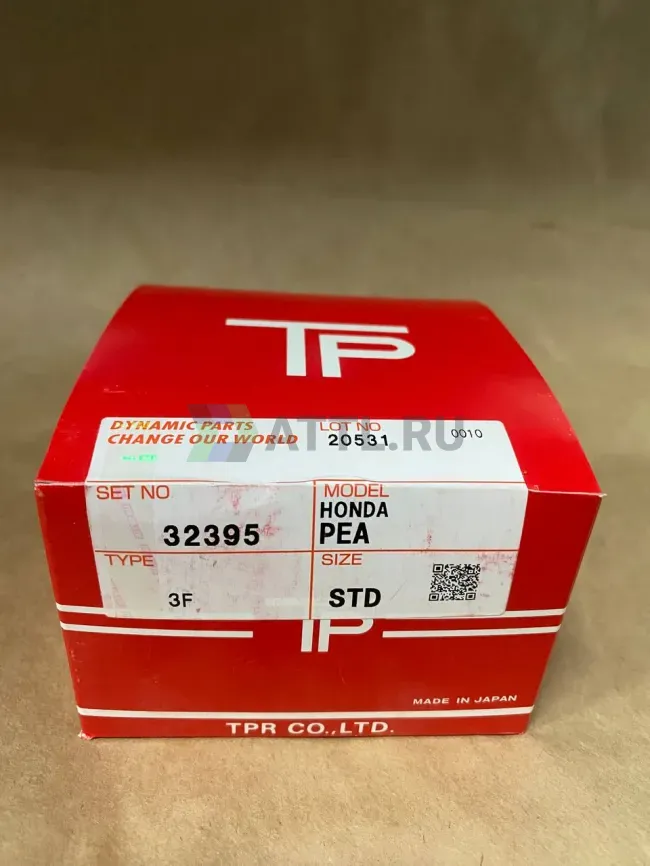 TP
DYNAMIC PARTS
CHANGE OUR WORLD
LOT NO
20531
0010
ATTL.RU
SET NO
32395
MODEL
HONDA
PEA
TYPE
3F
SIZE
STD
TP
MADE IN JAPAN
TPR CO.,LTD.